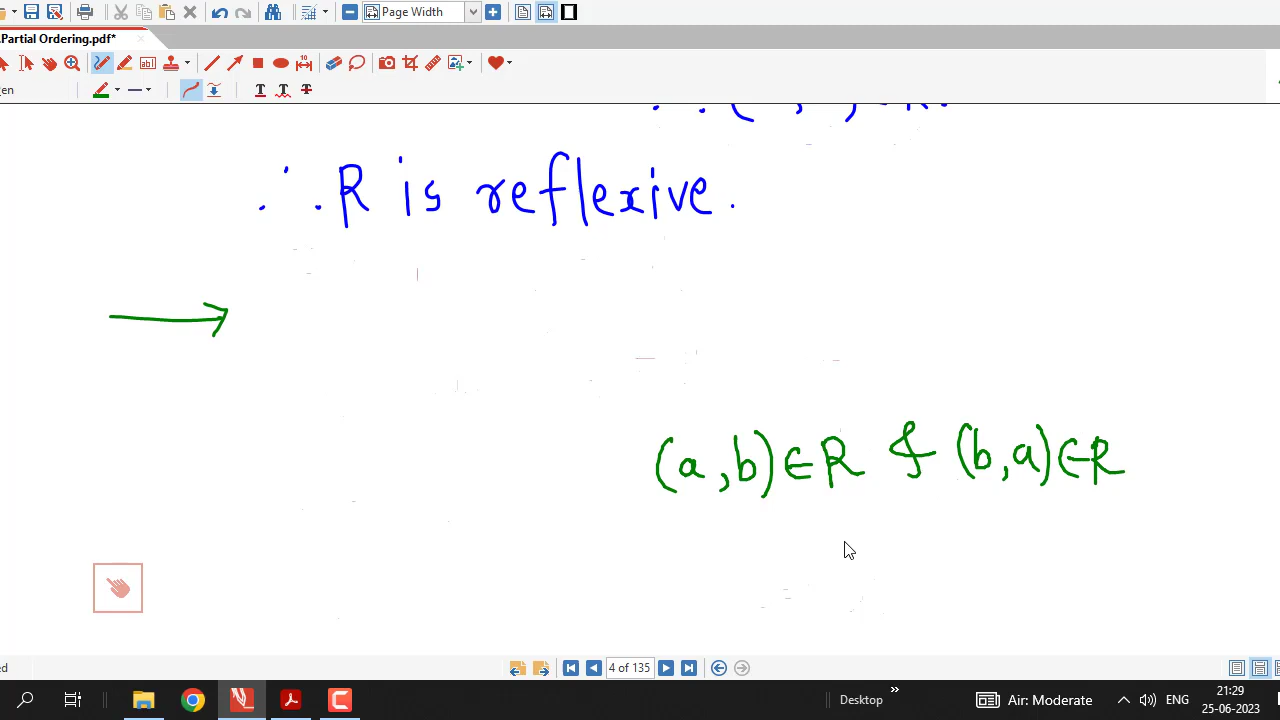 Page Width
.Partial Ordering.pdf*
∴ R is reflexive.
(a,b)∈R & (b,a)∈R
4 of 135
Desktop
Air: Moderate
ENG
21:29
25-06-2023